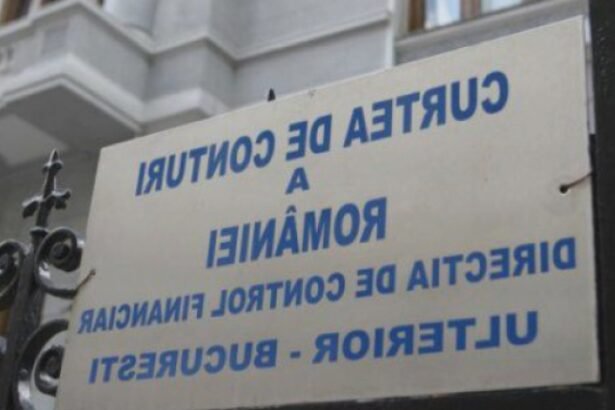 CURTEA DE CONTURI
A
ROMÂNIEI
DIRECTIA DE CONTROL FINANCIAR
ULTERIOR - BUCURESTI